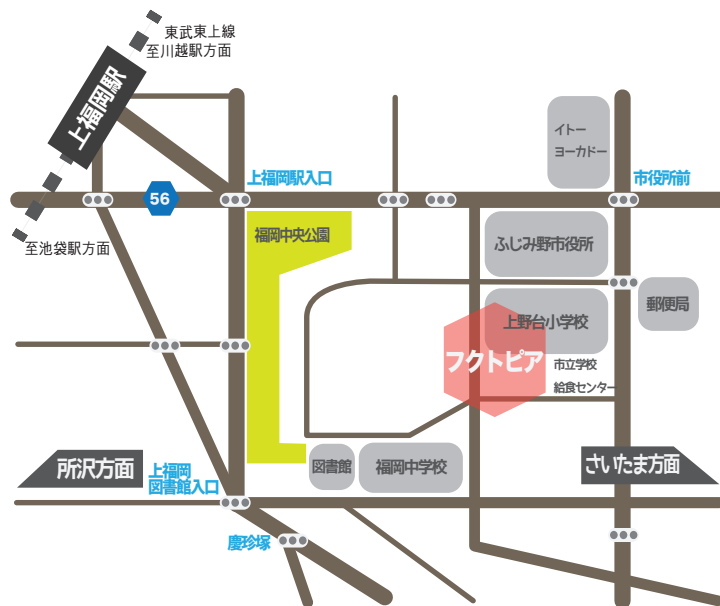 東武東上線
至川越駅方面
上福岡駅
イトー
ヨーカドー
上福岡駅入口
市役所前
56
福岡中央公園
ふじみ野市役所
至池袋駅方面
郵便局
上野台小学校
フクトピア
市立学校
給食センター
所沢方面
上福岡
図書館入口
図書館
福岡中学校
さいたま方面
慶珍塚